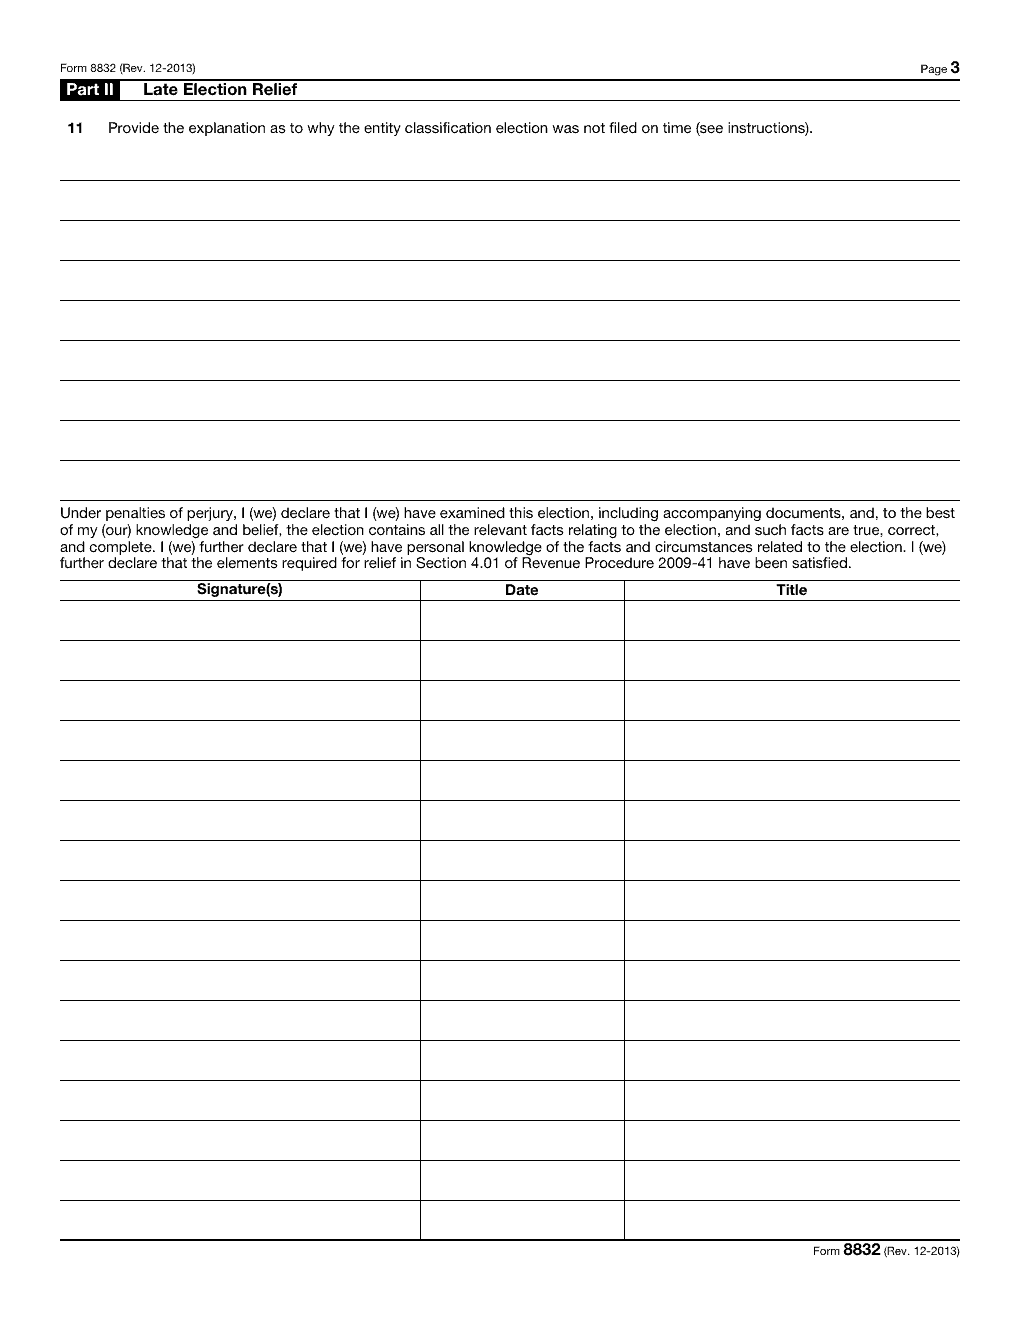 Form 8832 (Rev. 12-2013) Page 3
Part II Late Election Relief
11 Provide the explanation as to why the entity classification election was not filed on time (see instructions).
Under penalties of perjury, I (we) declare that I (we) have examined this election, including accompanying documents, and, to the best
of my (our) knowledge and belief, the election contains all the relevant facts relating to the election, and such facts are true, correct,
and complete. I (we) further declare that I (we) have personal knowledge of the facts and circumstances related to the election. I (we)
further declare that the elements required for relief in Section 4.01 of Revenue Procedure 2009-41 have been satisfied.
Signature(s) Date Title
Form 8832 (Rev. 12-2013)